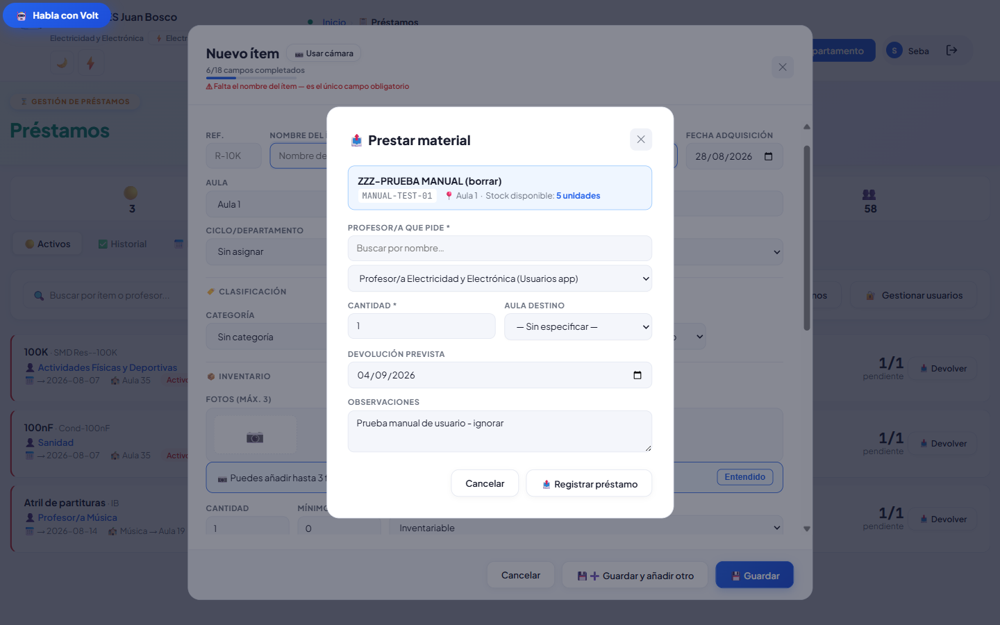 Habla con Volt
ES Juan Bosco
Electricidad y Electrónica
Electr
Inicio
Préstamos
partamento
S
Seba
GESTIÓN DE PRÉSTAMOS
Préstamos
3
58
Activos
Historial
Buscar por ítem o profesor...
nos
Gestionar usuarios
100K · SMD Res--100K
Actividades Físicas y Deportivas
→ 2026-08-07 Aula 35 Activo
1/1
pendiente
Devolver
100nF · Cond-100nF
Sanidad
→ 2026-08-07 Aula 35 Activo
1/1
pendiente
Devolver
Atril de partituras · IB
Profesor/a Música
→ 2026-08-14 Música → Aula 19
1/1
pendiente
Devolver
Nuevo ítem
Usar cámara
6/18 campos completados
⚠ Falta el nombre del ítem — es el único campo obligatorio
REF.
NOMBRE DEL
FECHA ADQUISICIÓN
R-10K
Nombre de
28/08/2026
AULA
Aula 1
CICLO/DEPARTAMENTO
Sin asignar
CLASIFICACIÓN
CATEGORÍA
Sin categoría
INVENTARIO
FOTOS (MÁX. 3)
Puedes añadir hasta 3 f
Entendido
CANTIDAD
MÍNIMO
1
0
Inventariable
Cancelar
Guardar y añadir otro
Guardar
Prestar material
ZZZ-PRUEBA MANUAL (borrar)
MANUAL-TEST-01 Aula 1 · Stock disponible: 5 unidades
PROFESOR/A QUE PIDE *
Buscar por nombre...
Profesor/a Electricidad y Electrónica (Usuarios app)
CANTIDAD *
AULA DESTINO
1
— Sin especificar —
DEVOLUCIÓN PREVISTA
04/09/2026
OBSERVACIONES
Prueba manual de usuario - ignorar
Cancelar
Registrar préstamo